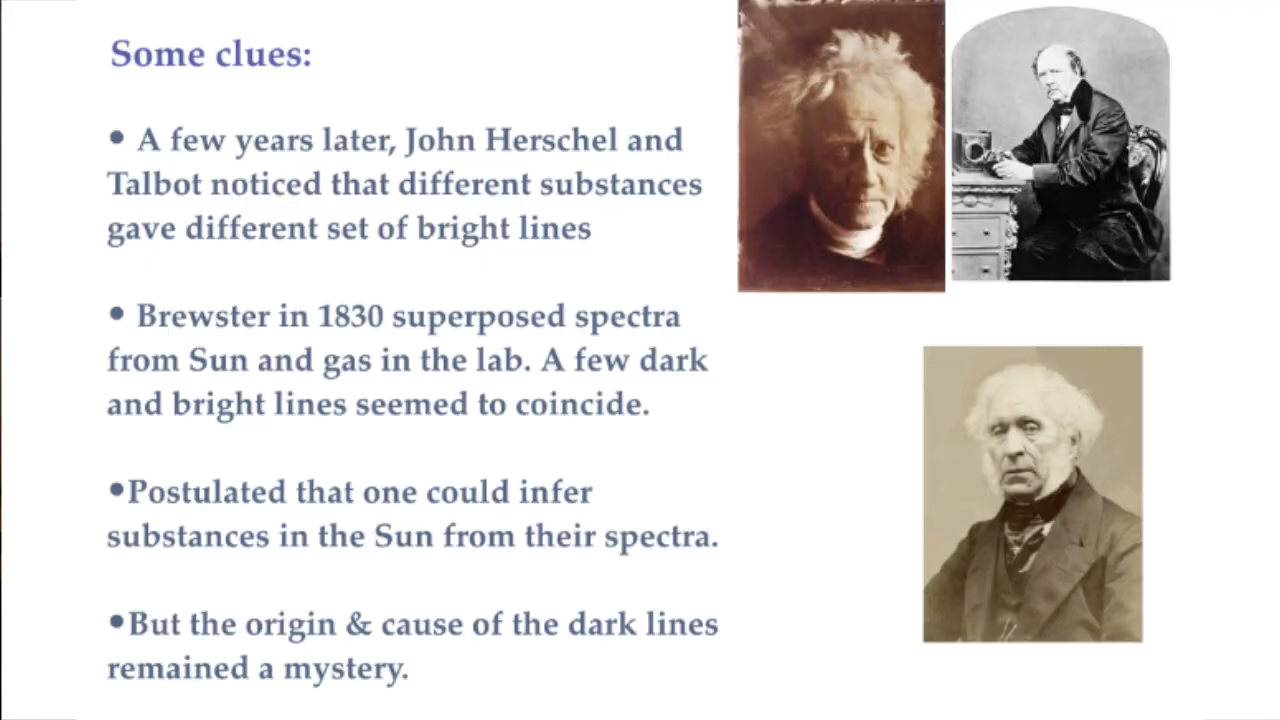 Some clues:
• A few years later, John Herschel and
Talbot noticed that different substances
gave different set of bright lines
• Brewster in 1830 superposed spectra
from Sun and gas in the lab. A few dark
and bright lines seemed to coincide.
•Postulated that one could infer
substances in the Sun from their spectra.
•But the origin & cause of the dark lines
remained a mystery.